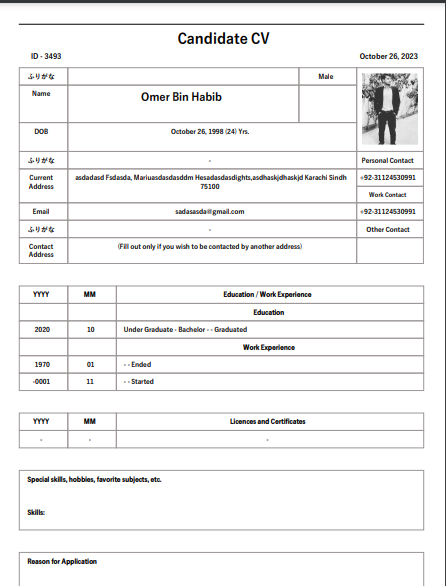 Candidate CV
ID - 3493
October 26, 2023
ふりがな
Male
Name
Omer Bin Habib
DOB
October 26, 1998 (24) Yrs.
ふりがな
-
Personal Contact
Current Address
asdadasd Fsdasda, Mariuasdasdasddm Hesadasdasdights,asdhaskjdhaskjd Karachi Sindh
75100
+92-31124530991
Work Contact
Email
sadasasda@gmail.com
+92-31124530991
ふりがな
-
Other Contact
Contact Address
(Fill out only if you wish to be contacted by another address)
YYYY MM Education / Work Experience
Education
2020 10 Under Graduate - Bachelor - - Graduated
Work Experience
1970 01 - - Ended
-0001 11 - - Started
YYYY MM Licences and Certificates
- - -
Special skills, hobbies, favorite subjects, etc.
Skills:
Reason for Application